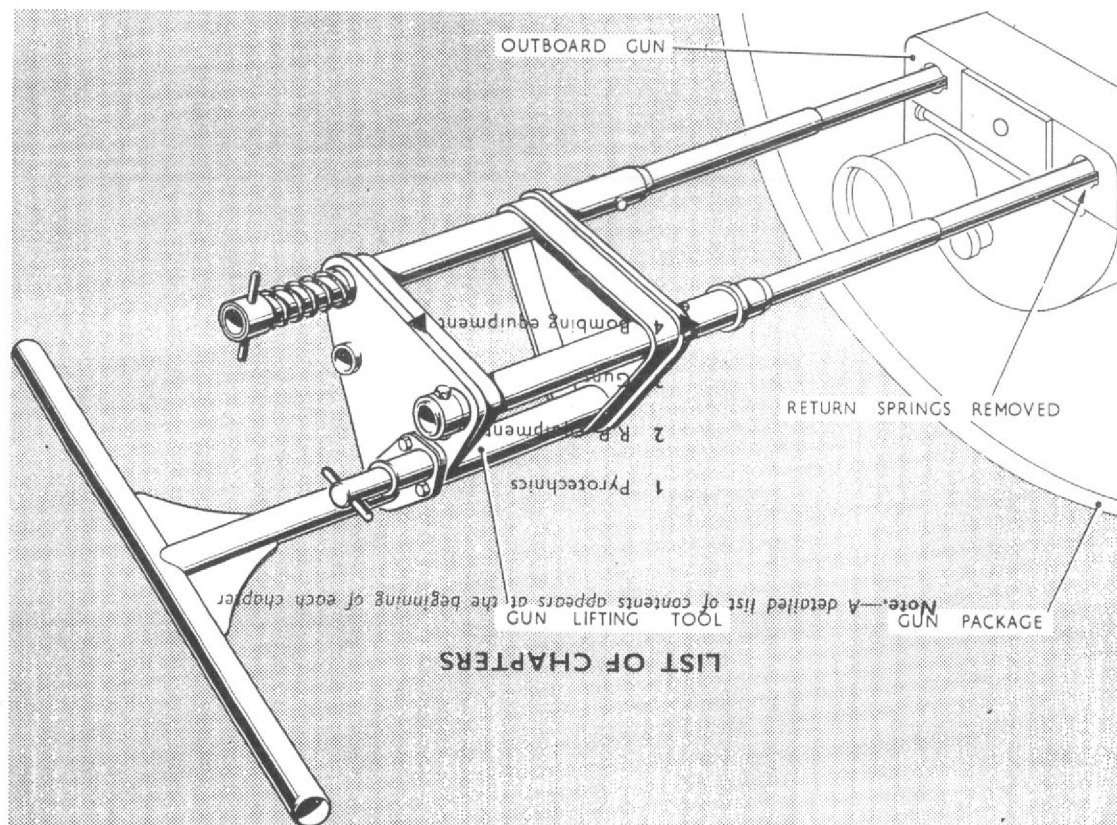 OUTBOARD GUN
RETURN SPRINGS REMOVED
GUN LIFTING TOOL
GUN PACKAGE
LIST OF CHAPTERS
Note.—A detailed list of contents appears at the beginning of each chapter
1 Pyrotechnics
2 R.P. equipment
Guns
4 Bombing equipment